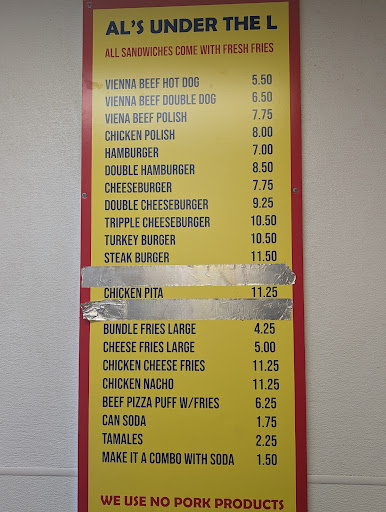 AL'S UNDER THE L
ALL SANDWICHES COME WITH FRESH FRIES
VIENNA BEEF HOT DOG 5.50
VIENNA BEEF DOUBLE DOG 6.50
VIENA BEEF POLISH 7.75
CHICKEN POLISH 8.00
HAMBURGER 7.00
DOUBLE HAMBURGER 8.50
CHEESEBURGER 7.75
DOUBLE CHEESEBURGER 9.25
TRIPPLE CHEESEBURGER 10.50
TURKEY BURGER 10.50
STEAK BURGER 11.50
CHICKEN PITA 11.25
BUNDLE FRIES LARGE 4.25
CHEESE FRIES LARGE 5.00
CHICKEN CHEESE FRIES 11.25
CHICKEN NACHO 11.25
BEEF PIZZA PUFF W/FRIES 6.25
CAN SODA 1.75
TAMALES 2.25
MAKE IT A COMBO WITH SODA 1.50
WE USE NO PORK PRODUCTS